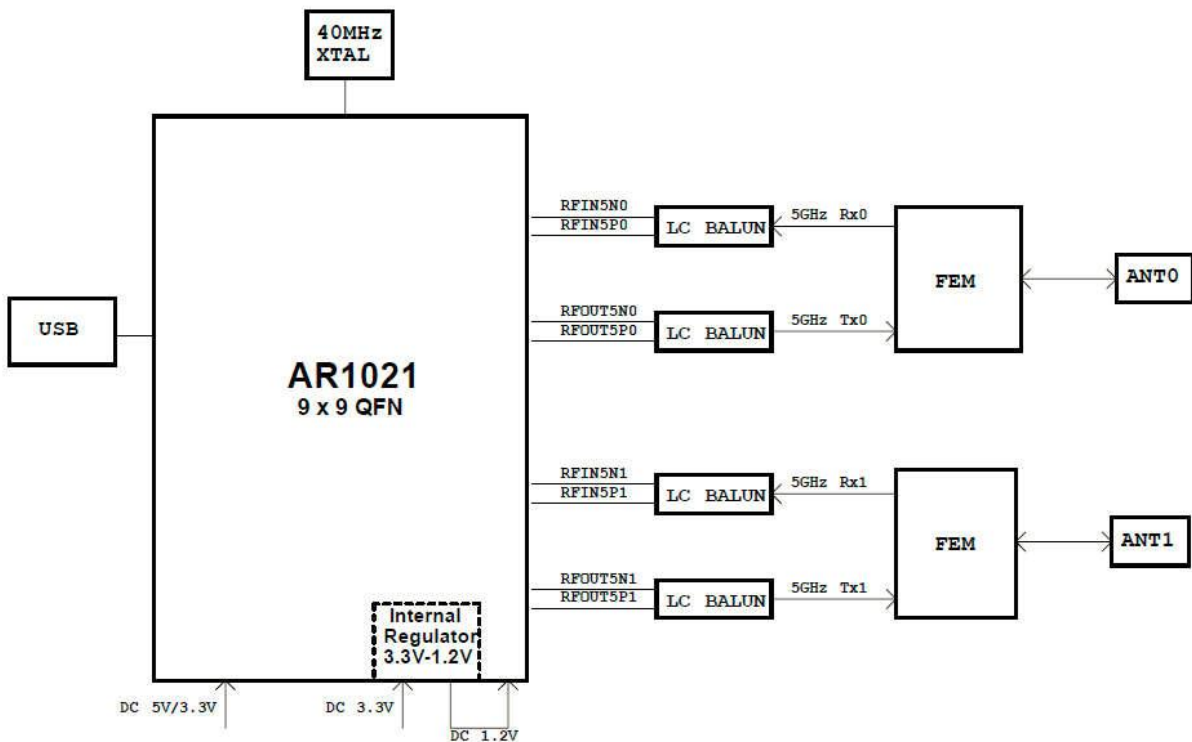 40MHz
XTAL
RFIN5N0
RFIN5P0
LC BALUN
5GHz Rx0
FEM
ANT0
USB
RFOUT5N0
RFOUT5P0
LC BALUN
5GHz Tx0
AR1021
9 x 9 QFN
RFIN5N1
RFIN5P1
LC BALUN
5GHz Rx1
FEM
ANT1
RFOUT5N1
RFOUT5P1
LC BALUN
5GHz Tx1
Internal
Regulator
3.3V-1.2V
DC 5V/3.3V
DC 3.3V
DC 1.2V